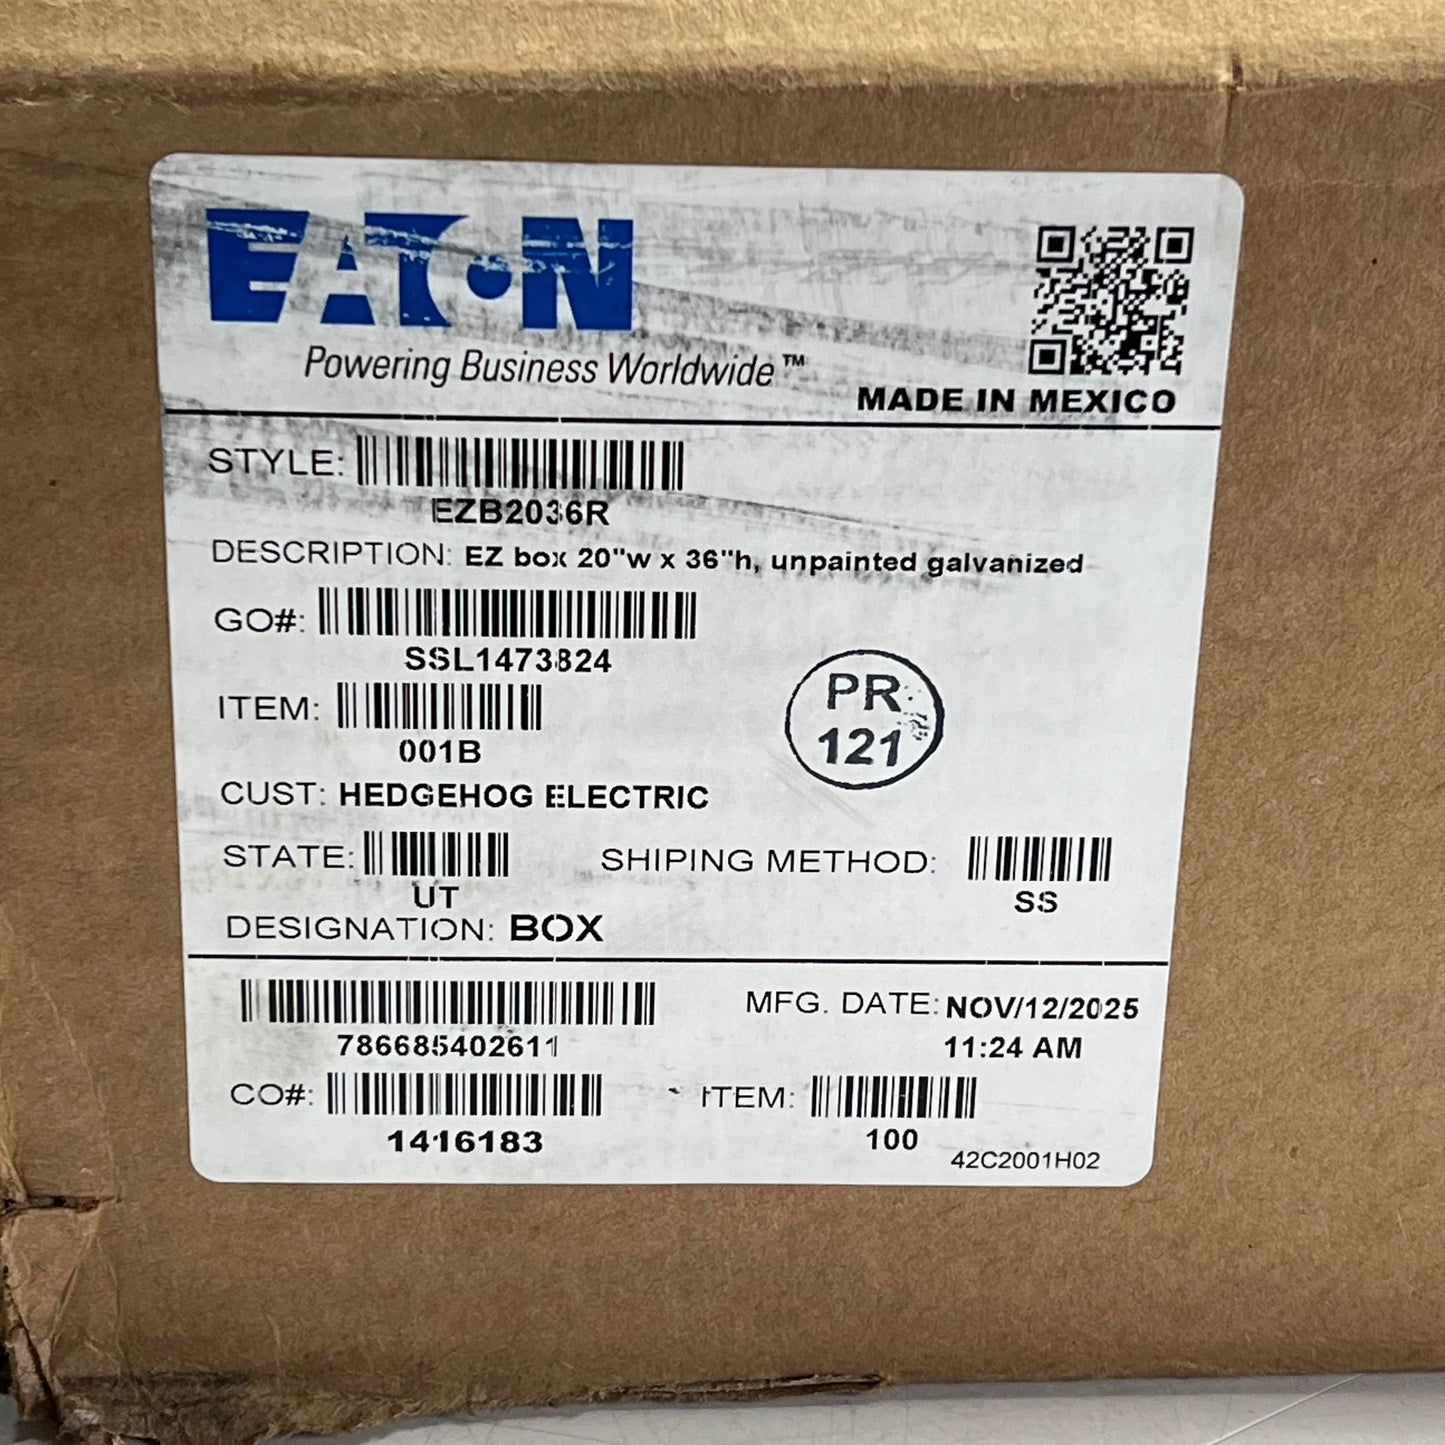 EATON
Powering Business Worldwide™
MADE IN MEXICO
STYLE:
EZB2036R
DESCRIPTION: EZ box 20"w x 36"h, unpainted galvanized
GO#:
SSL1473824
ITEM:
001B
PR
121
CUST: HEDGEHOG ELECTRIC
STATE:
UT
SHIPING METHOD:
SS
DESIGNATION: BOX
786685402611
MFG. DATE: NOV/12/2025
11:24 AM
CO#:
1416183
ITEM:
100
42C2001H02